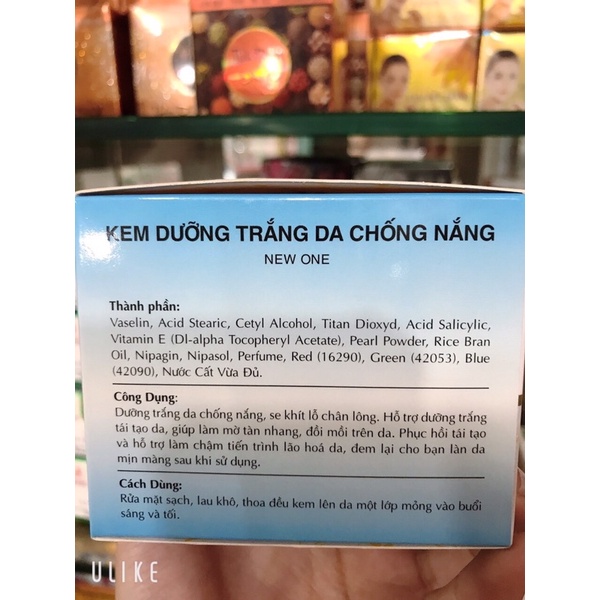 KEM DƯỠNG TRẮNG DA CHỐNG NẮNG
NEW ONE
Thành phần:
Vaselin, Acid Stearic, Cetyl Alcohol, Titan Dioxyd, Acid Salicylic,
Vitamin E (Dl-alpha Tocopheryl Acetate), Pearl Powder, Rice Bran
Oil, Nipagin, Nipasol, Perfume, Red (16290), Green (42053), Blue
(42090), Nước Cất Vừa Đủ.
Công Dụng:
Dưỡng trắng da chống nắng, se khít lỗ chân lông. Hỗ trợ dưỡng trắng
tái tạo da, giúp làm mờ tàn nhang, đồi mồi trên da. Phục hồi tái tạo
và hỗ trợ làm chậm tiến trình lão hoá da, đem lại cho bạn làn da
mịn màng sau khi sử dụng.
Cách Dùng:
Rửa mặt sạch, lau khô, thoa đều kem lên da một lớp mỏng vào buổi
sáng và tối.
ULIKE